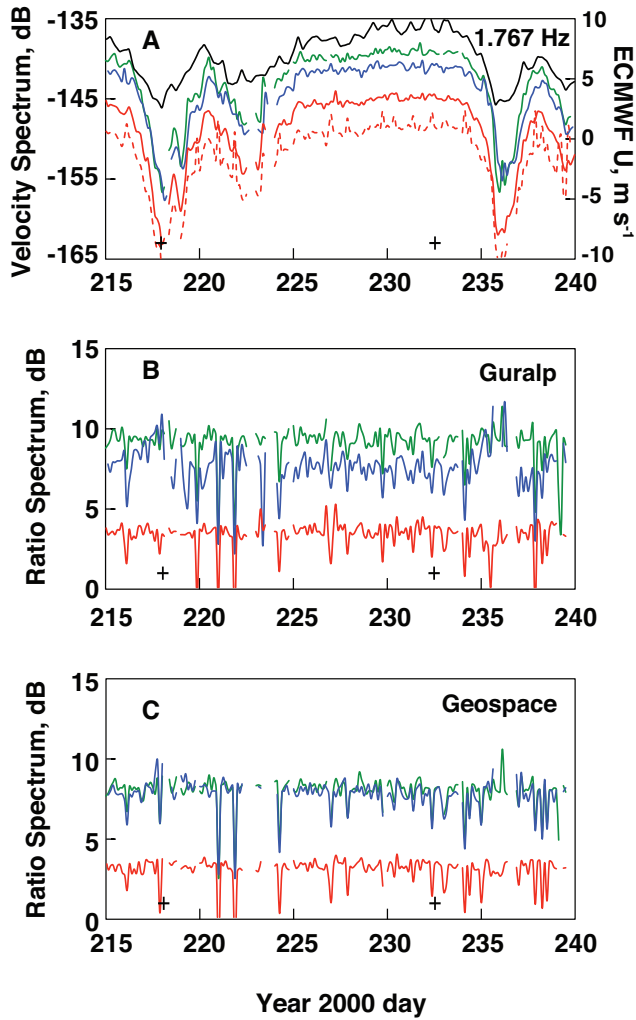 -135
-145
-155
-165
Velocity Spectrum, dB
A
1.767 Hz
10
5
0
-5
-10
ECMWF U, m s-1
215 220 225 230 235 240
15
10
5
0
Ratio Spectrum, dB
B
Guralp
215 220 225 230 235 240
15
10
5
0
Ratio Spectrum, dB
C
Geospace
215 220 225 230 235 240
Year 2000 day